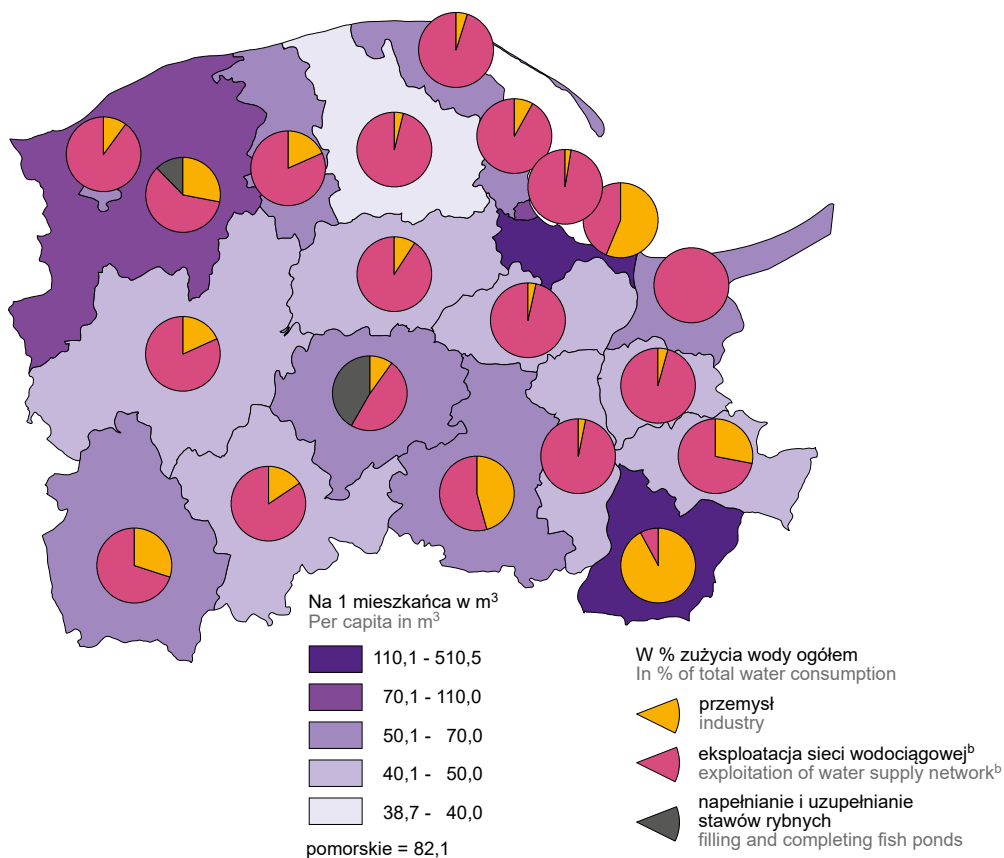 Na 1 mieszkańca w m³
Per capita in m³
110,1 - 510,5
70,1 - 110,0
50,1 - 70,0
40,1 - 50,0
38,7 - 40,0
pomorskie = 82,1
W % zużycia wody ogółem
In % of total water consumption
przemysł
industry
eksploatacja sieci wodociągowejᵇ
exploitation of water supply networkᵇ
napełnianie i uzupełnianie
stawów rybnych
filling and completing fish ponds